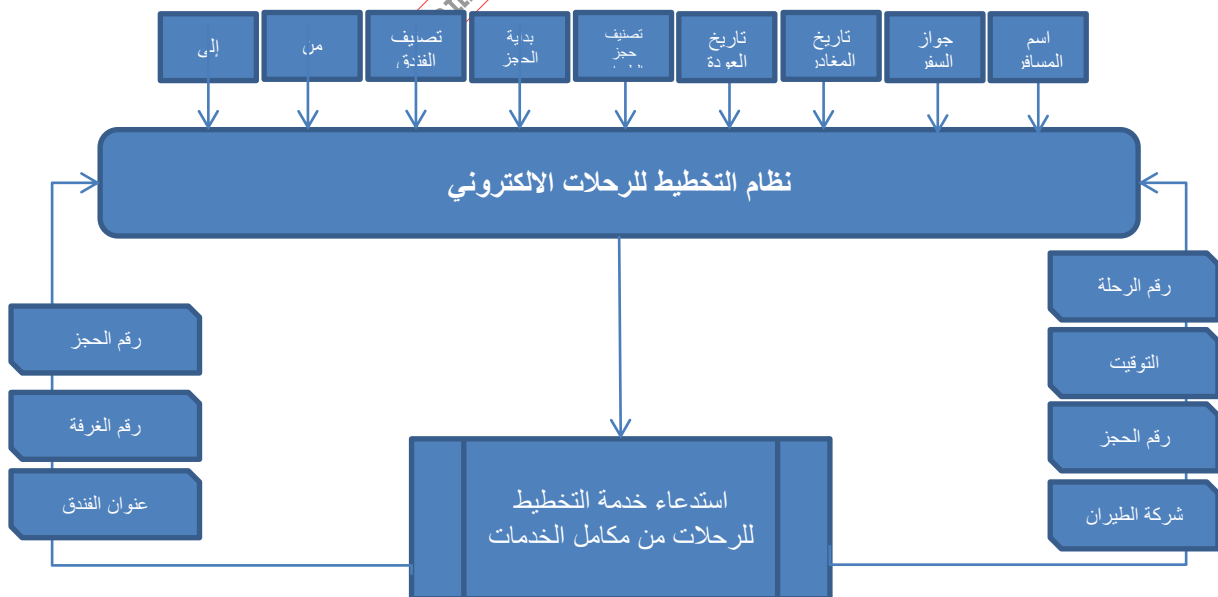 اسم
المسافر
جواز
السفر
تاريخ
المغادر
تاريخ
العودة
تصنيف
حجز
بداية
الحجز
تصنيف
الفندق
من
إلى
نظام التخطيط للرحلات الالكتروني
رقم الرحلة
التوقيت
رقم الحجز
شركة الطيران
رقم الحجز
رقم الغرفة
عنوان الفندق
استدعاء خدمة التخطيط
للرحلات من مكامل الخدمات